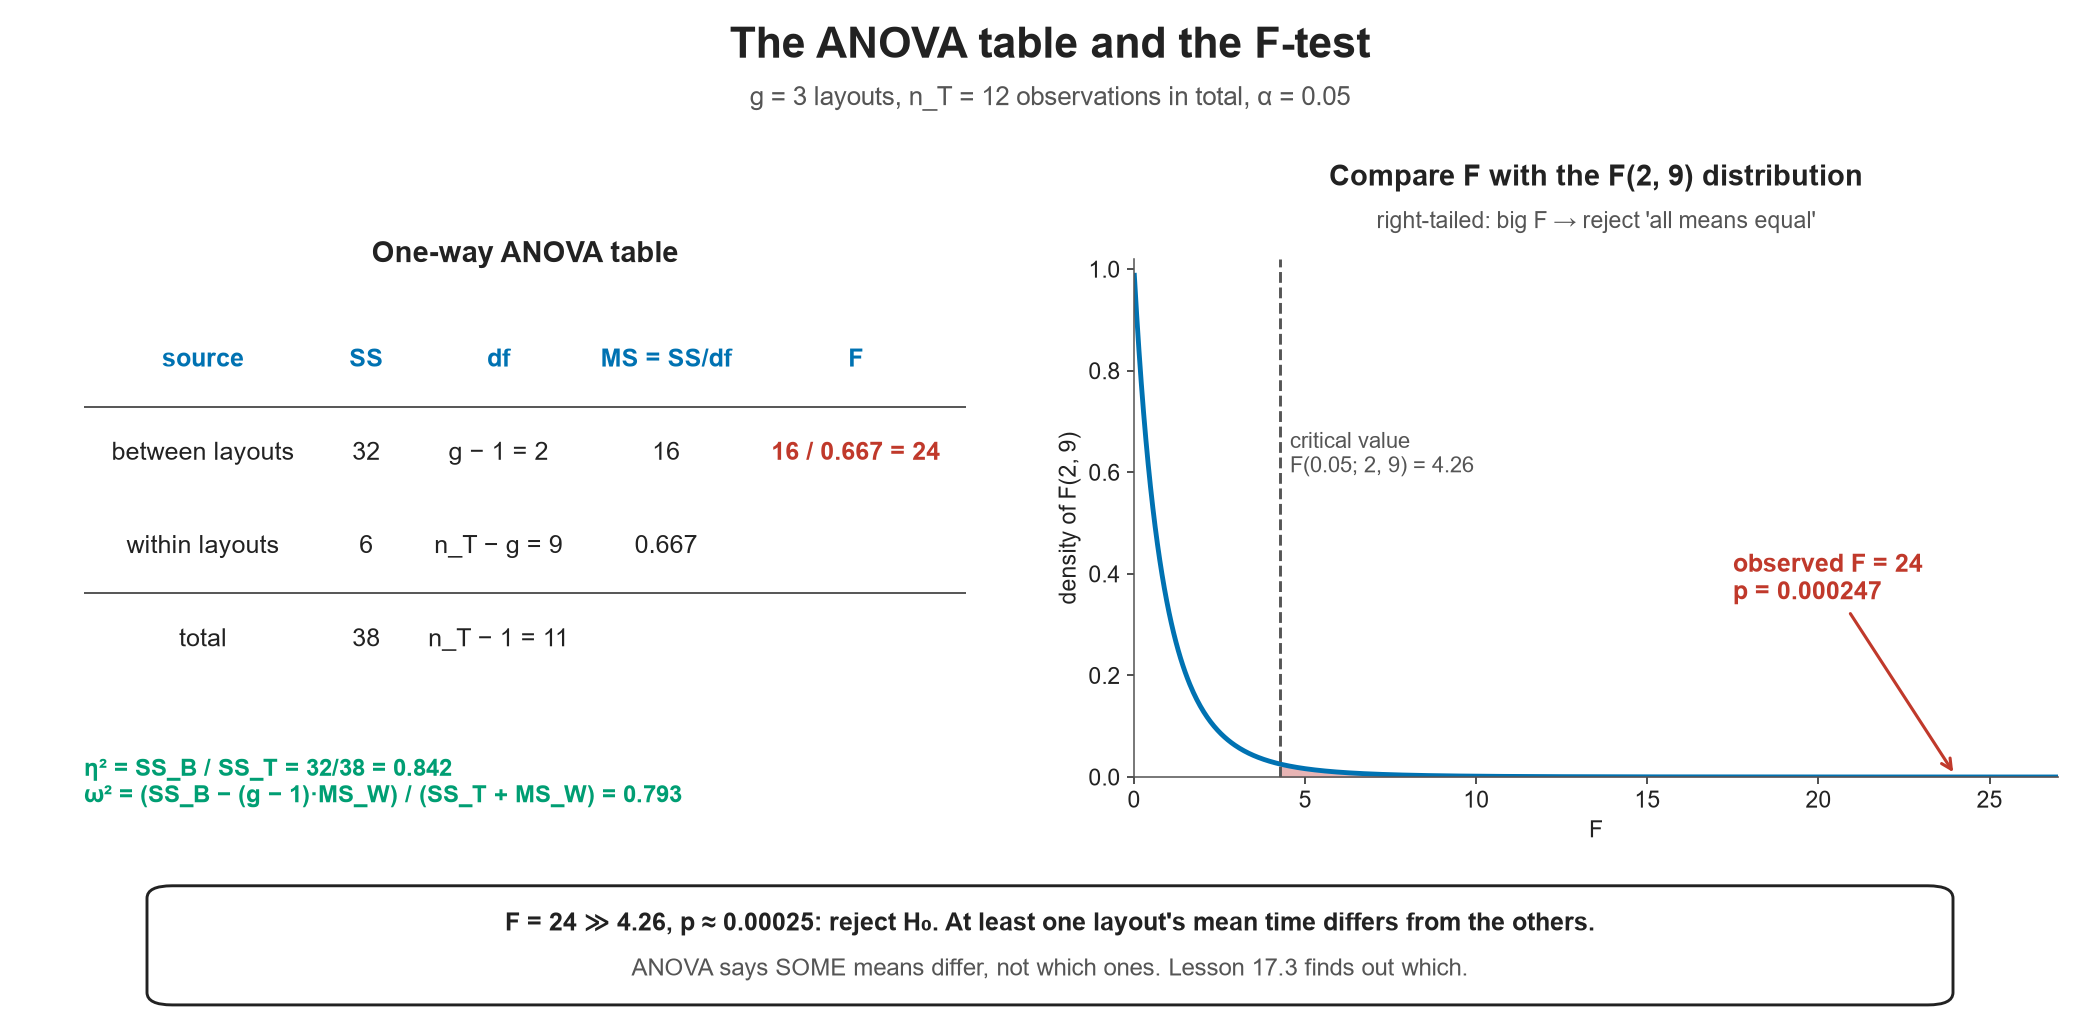 The ANOVA table and the F-test
g = 3 layouts, n_T = 12 observations in total, α = 0.05
One-way ANOVA table
source SS df MS = SS/df F
between layouts 32 g − 1 = 2 16 16 / 0.667 = 24
within layouts 6 n_T − g = 9 0.667
total 38 n_T − 1 = 11
η² = SS_B / SS_T = 32/38 = 0.842
ω² = (SS_B − (g − 1)·MS_W) / (SS_T + MS_W) = 0.793
Compare F with the F(2, 9) distribution
right-tailed: big F → reject 'all means equal'
density of F(2, 9)
1.0
0.8
0.6
0.4
0.2
0.0
critical value
F(0.05; 2, 9) = 4.26
observed F = 24
p = 0.000247
0 5 10 15 20 25
F
F = 24 ≫ 4.26, p ≈ 0.00025: reject H₀. At least one layout's mean time differs from the others.
ANOVA says SOME means differ, not which ones. Lesson 17.3 finds out which.